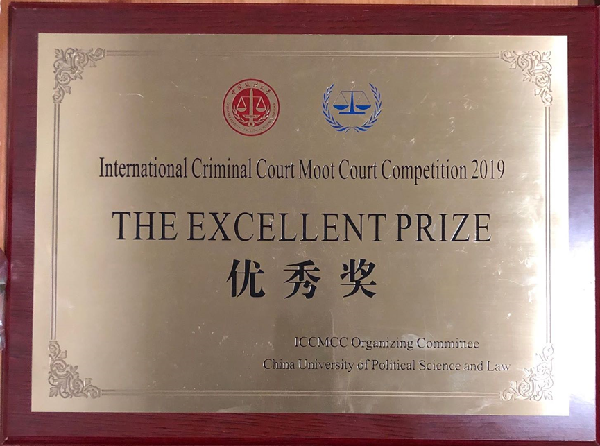 International Criminal Court Moot Court Competition 2019
THE EXCELLENT PRIZE
优秀奖
ICCMCC Organizing Committee
China University of Political Science and Law